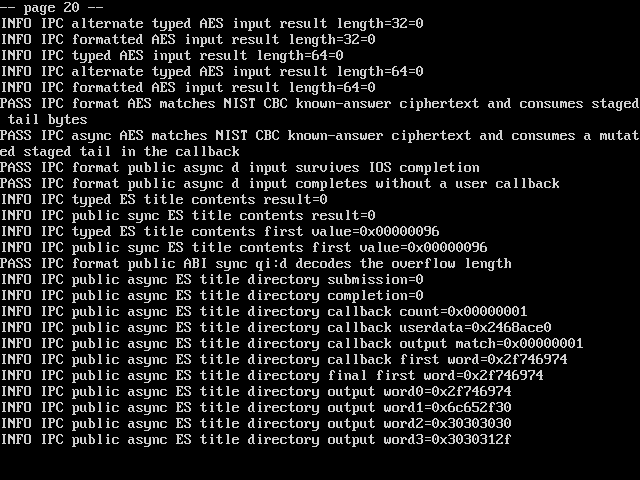 -- page 20 --
INFO IPC alternate typed AES input result length=32=0
INFO IPC formatted AES input result length=32=0
INFO IPC typed AES input result length=64=0
INFO IPC alternate typed AES input result length=64=0
INFO IPC formatted AES input result length=64=0
PASS IPC format AES matches NIST CBC known-answer ciphertext and consumes staged
 tail bytes
PASS IPC async AES matches NIST CBC known-answer ciphertext and consumes a mutat
ed staged tail in the callback
PASS IPC format public async d input survives IOS completion
PASS IPC format public async d input completes without a user callback
INFO IPC typed ES title contents result=0
INFO IPC public sync ES title contents result=0
INFO IPC typed ES title contents first value=0x00000096
INFO IPC public sync ES title contents first value=0x00000096
PASS IPC format public ABI sync qi:d decodes the overflow length
INFO IPC public async ES title directory submission=0
INFO IPC public async ES title directory completion=0
INFO IPC public async ES title directory callback count=0x00000001
INFO IPC public async ES title directory callback userdata=0x2468ace0
INFO IPC public async ES title directory callback output match=0x00000001
INFO IPC public async ES title directory callback first word=0x2f746974
INFO IPC public async ES title directory final first word=0x2f746974
INFO IPC public async ES title directory output word0=0x2f746974
INFO IPC public async ES title directory output word1=0x6c652f30
INFO IPC public async ES title directory output word2=0x30303030
INFO IPC public async ES title directory output word3=0x3030312f